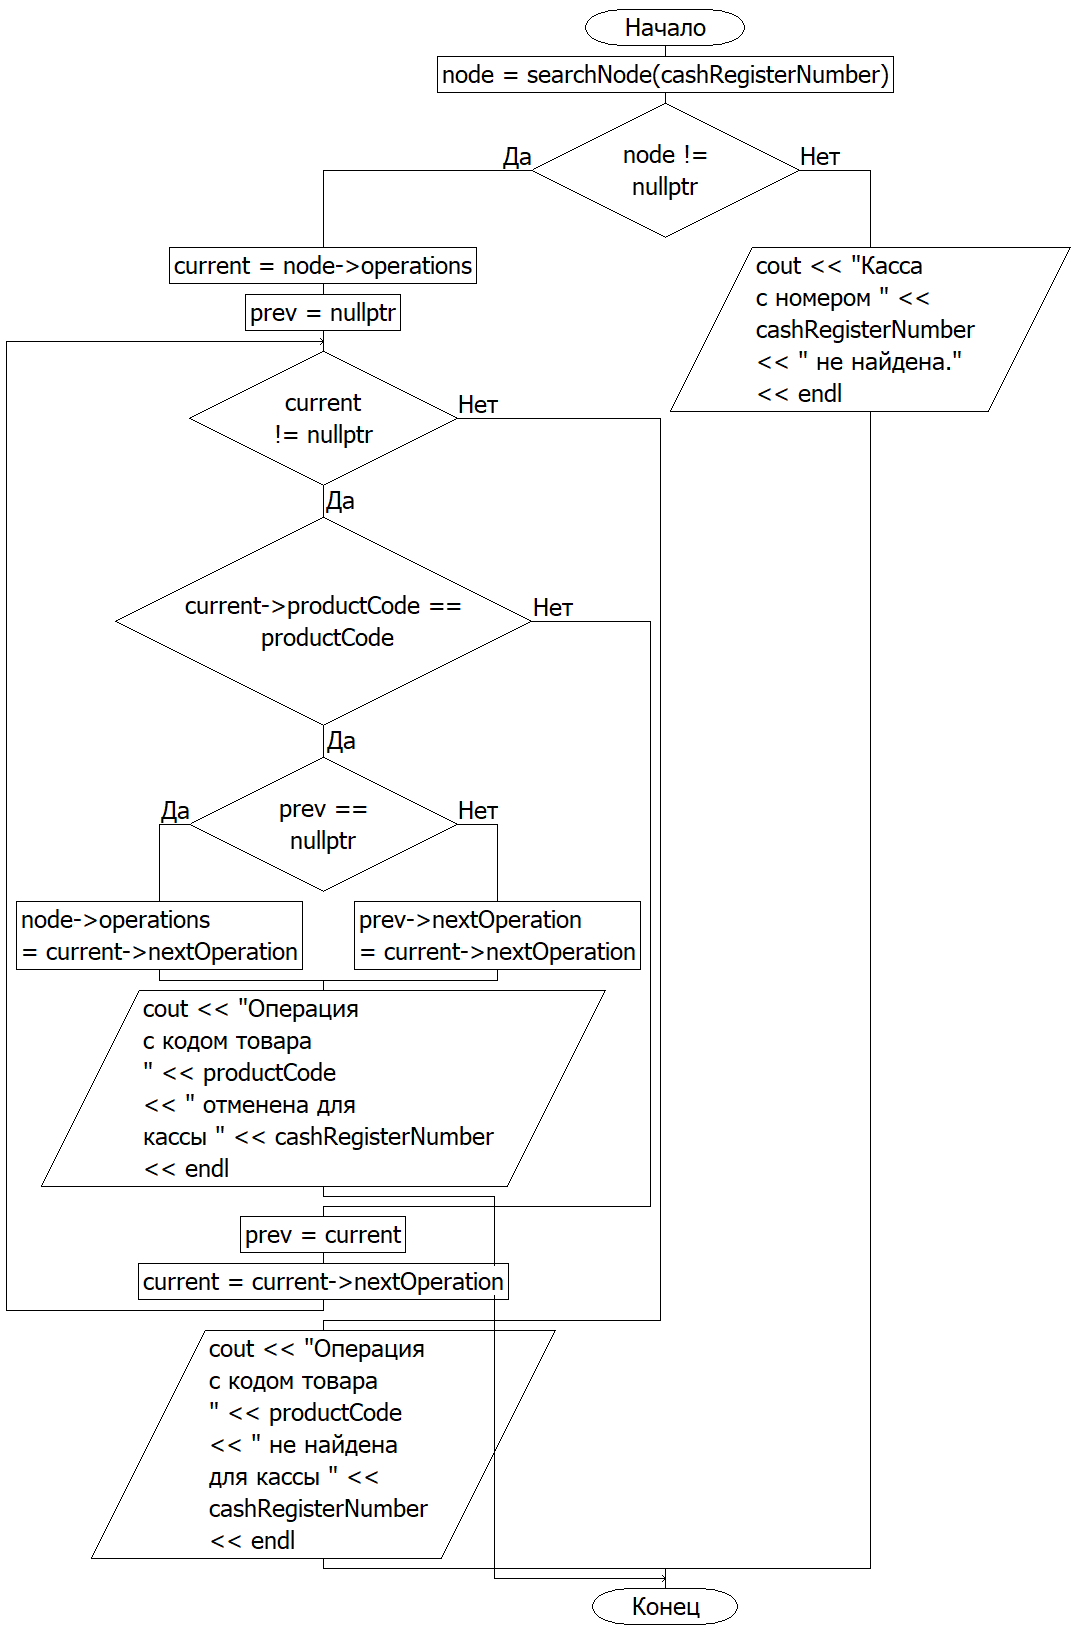 Начало
node = searchNode(cashRegisterNumber)
node !=
nullptr
Да
Нет
current = node->operations
prev = nullptr
cout << "Касса
с номером " <<
cashRegisterNumber
<< " не найдена."
<< endl
current
!= nullptr
Нет
Да
current->productCode ==
productCode
Нет
Да
prev ==
nullptr
Да
Нет
node->operations
= current->nextOperation
prev->nextOperation
= current->nextOperation
cout << "Операция
с кодом товара
" << productCode
<< " отменена для
кассы " << cashRegisterNumber
<< endl
prev = current
current = current->nextOperation
cout << "Операция
с кодом товара
" << productCode
<< " не найдена
для кассы " <<
cashRegisterNumber
<< endl
Конец